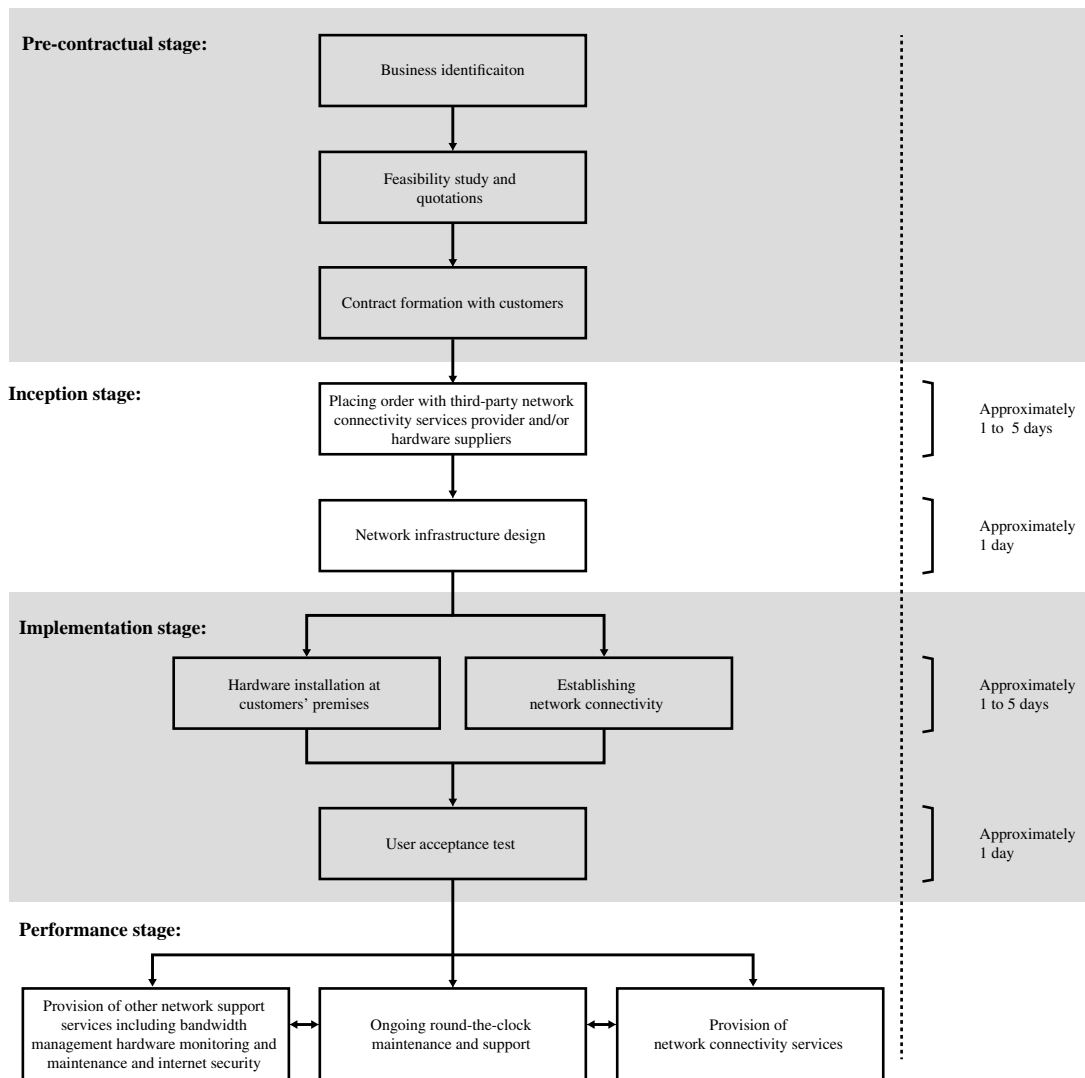 Pre-contractual stage:
Business identificaiton
Feasibility study and
quotations
Contract formation with customers
Inception stage:
Placing order with third-party network
connectivity services provider and/or
hardware suppliers
Approximately
1 to 5 days
Network infrastructure design
Approximately
1 day
Implementation stage:
Hardware installation at
customers’ premises
Establishing
network connectivity
Approximately
1 to 5 days
User acceptance test
Approximately
1 day
Performance stage:
Provision of other network support
services including bandwidth
management hardware monitoring and
maintenance and internet security
Ongoing round-the-clock
maintenance and support
Provision of
network connectivity services